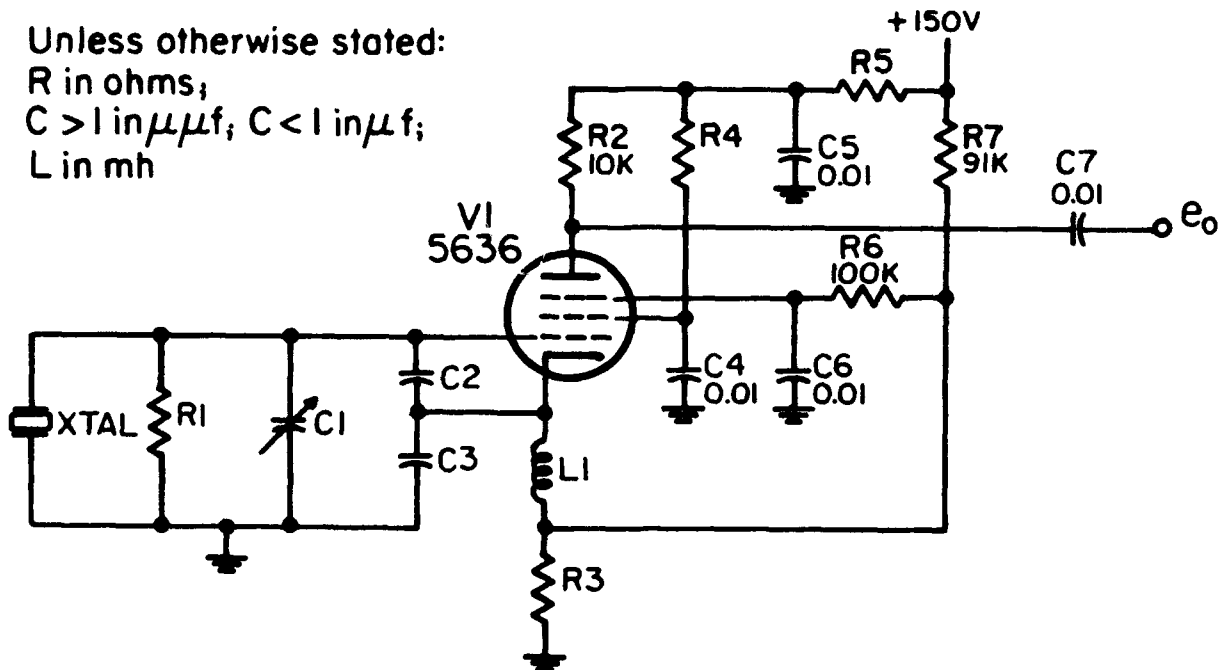 Unless otherwise stated:
R in ohms;
C >1 in μμf; C <1 in μf;
L in mh
+150V
R5
R2
10K
R4
C5
0.01
R7
91K
C7
0.01
eo
V1
5636
R6
100K
C2
C4
0.01
C6
0.01
XTAL
R1
C1
C3
L1
R3